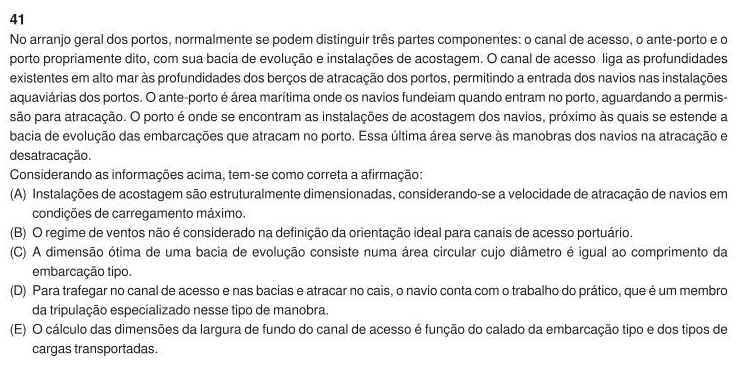 41
No arranjo geral dos portos, normalmente se podem distinguir três partes componentes: o canal de acesso, o ante-porto e o
porto propriamente dito, com sua bacia de evolução e instalações de acostagem. O canal de acesso liga as profundidades
existentes em alto mar às profundidades dos berços de atracação dos portos, permitindo a entrada dos navios nas instalações
aquaviárias dos portos. O ante-porto é área marítima onde os navios fundeiam quando entram no porto, aguardando a permis-
são para atracação. O porto é onde se encontram as instalações de acostagem dos navios, próximo às quais se estende a
bacia de evolução das embarcações que atracam no porto. Essa última área serve às manobras dos navios na atracação e
desatracação.
Considerando as informações acima, tem-se como correta a afirmação:
(A) Instalações de acostagem são estruturalmente dimensionadas, considerando-se a velocidade de atracação de navios em
condições de carregamento máximo.
(B) O regime de ventos não é considerado na definição da orientação ideal para canais de acesso portuário.
(C) A dimensão ótima de uma bacia de evolução consiste numa área circular cujo diâmetro é igual ao comprimento da
embarcação tipo.
(D) Para trafegar no canal de acesso e nas bacias e atracar no cais, o navio conta com o trabalho do prático, que é um membro
da tripulação especializado nesse tipo de manobra.
(E) O cálculo das dimensões da largura de fundo do canal de acesso é função do calado da embarcação tipo e dos tipos de
cargas transportadas.